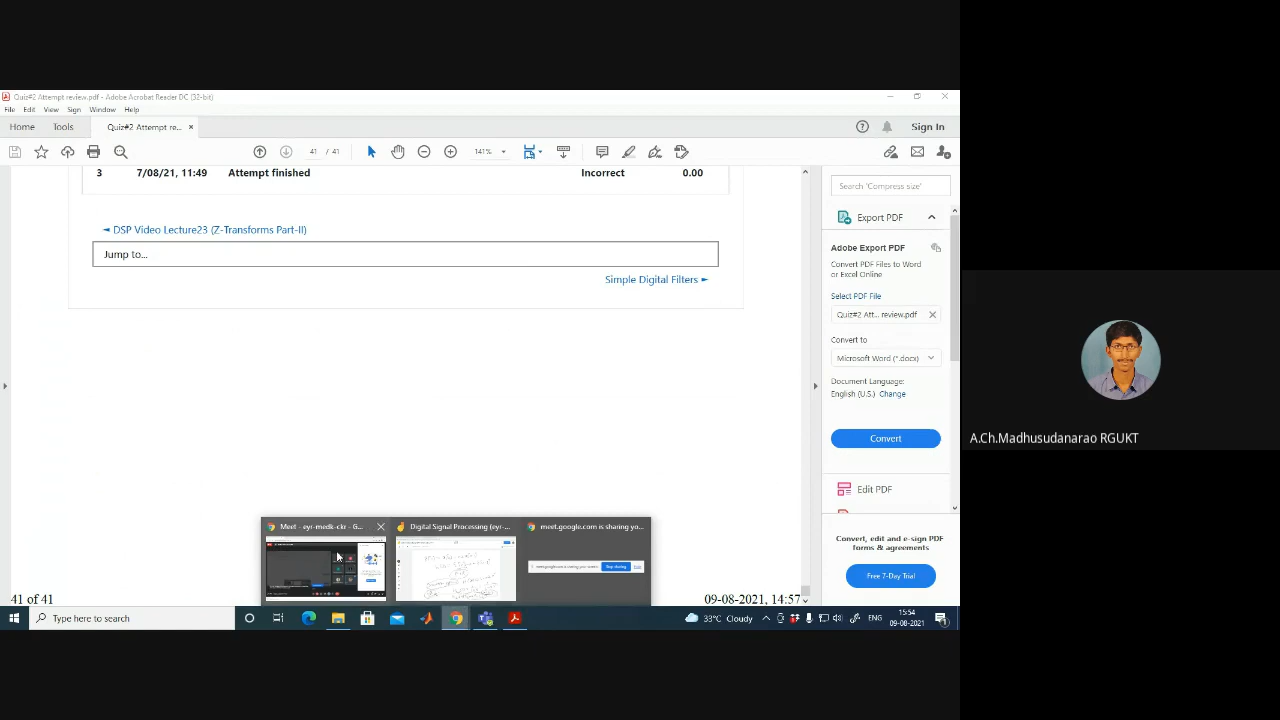 Quiz#2 Attempt review.pdf - Adobe Acrobat Reader DC (32-bit)
File Edit View Sign Window Help
Home Tools Quiz#2 Attempt re... × Sign In
41 / 41 141%
3 7/08/21, 11:49 Attempt finished Incorrect 0.00
◄ DSP Video Lecture23 (Z-Transforms Part-II)
Jump to...
Simple Digital Filters ►
41 of 41 09-08-2021, 14:57
Search 'Compress size'
Export PDF
Adobe Export PDF
Convert PDF Files to Word
or Excel Online
Select PDF File
Quiz#2 Att... review.pdf
Convert to
Microsoft Word (*.docx)
Document Language:
English (U.S.) Change
Convert
Edit PDF
Convert, edit and e-sign PDF
forms & agreements
Free 7-Day Trial
Meet - eyr-medk-ckr - G...
Digital Signal Processing (eyr-...
meet.google.com is sharing yo...
Stop sharing
Type here to search
33°C Cloudy ENG 15:54
09-08-2021
A.Ch.Madhusudanarao RGUKT